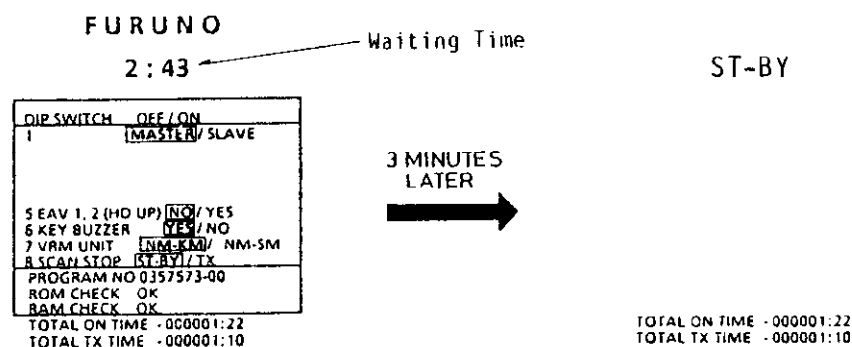 FURUNO
2:43
Waiting Time
DIP SWITCH OFF / ON
1 MASTER / SLAVE
5 EAV 1, 2 (HD UP) NO / YES
6 KEY BUZZER YES / NO
7 VRM UNIT NM-KM / NM-SM
8 SCAN STOP ST-BY / TX
PROGRAM NO 0357573-00
ROM CHECK OK
RAM CHECK OK
TOTAL ON TIME - 000001:22
TOTAL TX TIME - 000001:10
3 MINUTES
LATER
ST-BY
TOTAL ON TIME - 000001:22
TOTAL TX TIME - 000001:10